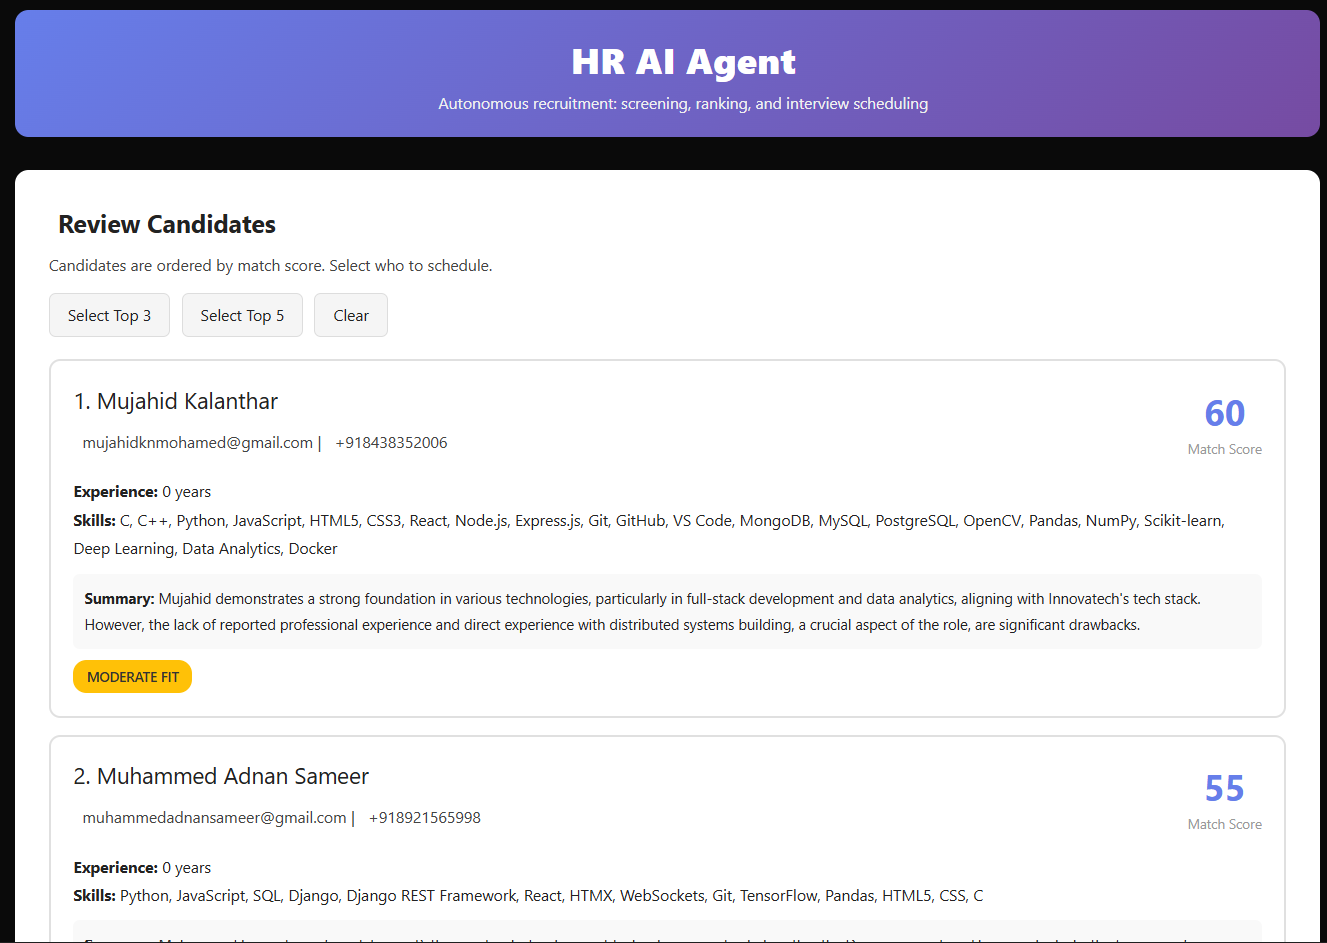 HR AI Agent
Autonomous recruitment: screening, ranking, and interview scheduling
Review Candidates
Candidates are ordered by match score. Select who to schedule.
Select Top 3
Select Top 5
Clear
1. Mujahid Kalanthar
60
mujahidknmohamed@gmail.com | +918438352006
Match Score
Experience: 0 years
Skills: C, C++, Python, JavaScript, HTML5, CSS3, React, Node.js, Express.js, Git, GitHub, VS Code, MongoDB, MySQL, PostgreSQL, OpenCV, Pandas, NumPy, Scikit-learn,
Deep Learning, Data Analytics, Docker
Summary: Mujahid demonstrates a strong foundation in various technologies, particularly in full-stack development and data analytics, aligning with Innovatech's tech stack.
However, the lack of reported professional experience and direct experience with distributed systems building, a crucial aspect of the role, are significant drawbacks.
MODERATE FIT
2. Muhammed Adnan Sameer
55
muhammedadnansameer@gmail.com | +918921565998
Match Score
Experience: 0 years
Skills: Python, JavaScript, SQL, Django, Django REST Framework, React, HTMX, WebSockets, Git, TensorFlow, Pandas, HTML5, CSS, C